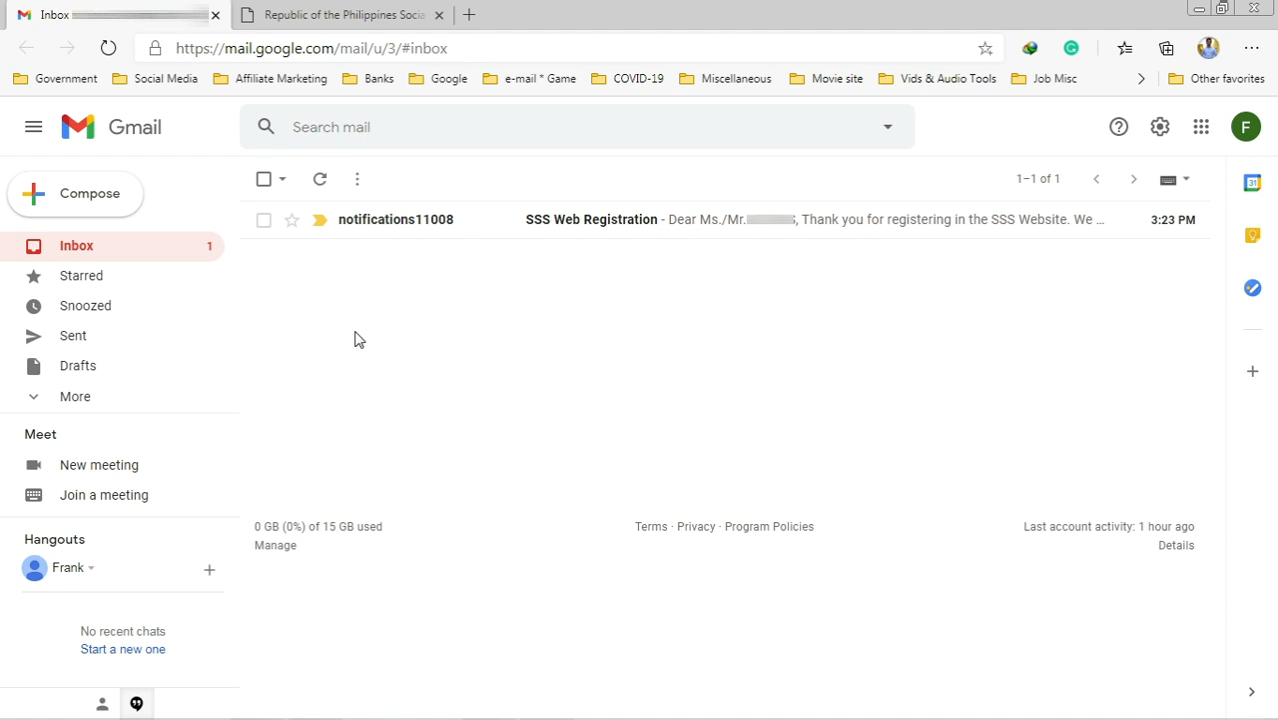 Inbox
Republic of the Philippines Socia
https://mail.google.com/mail/u/3/#inbox
Government
Social Media
Affiliate Marketing
Banks
Google
e-mail * Game
COVID-19
Miscellaneous
Movie site
Vids & Audio Tools
Job Misc
Other favorites
Gmail
Search mail
F
Compose
1–1 of 1
31
notifications11008
SSS Web Registration - Dear Ms./Mr. S, Thank you for registering in the SSS Website. We …
3:23 PM
Inbox
1
Starred
Snoozed
Sent
Drafts
More
Meet
New meeting
Join a meeting
Hangouts
Frank
No recent chats
Start a new one
0 GB (0%) of 15 GB used
Manage
Terms · Privacy · Program Policies
Last account activity: 1 hour ago
Details